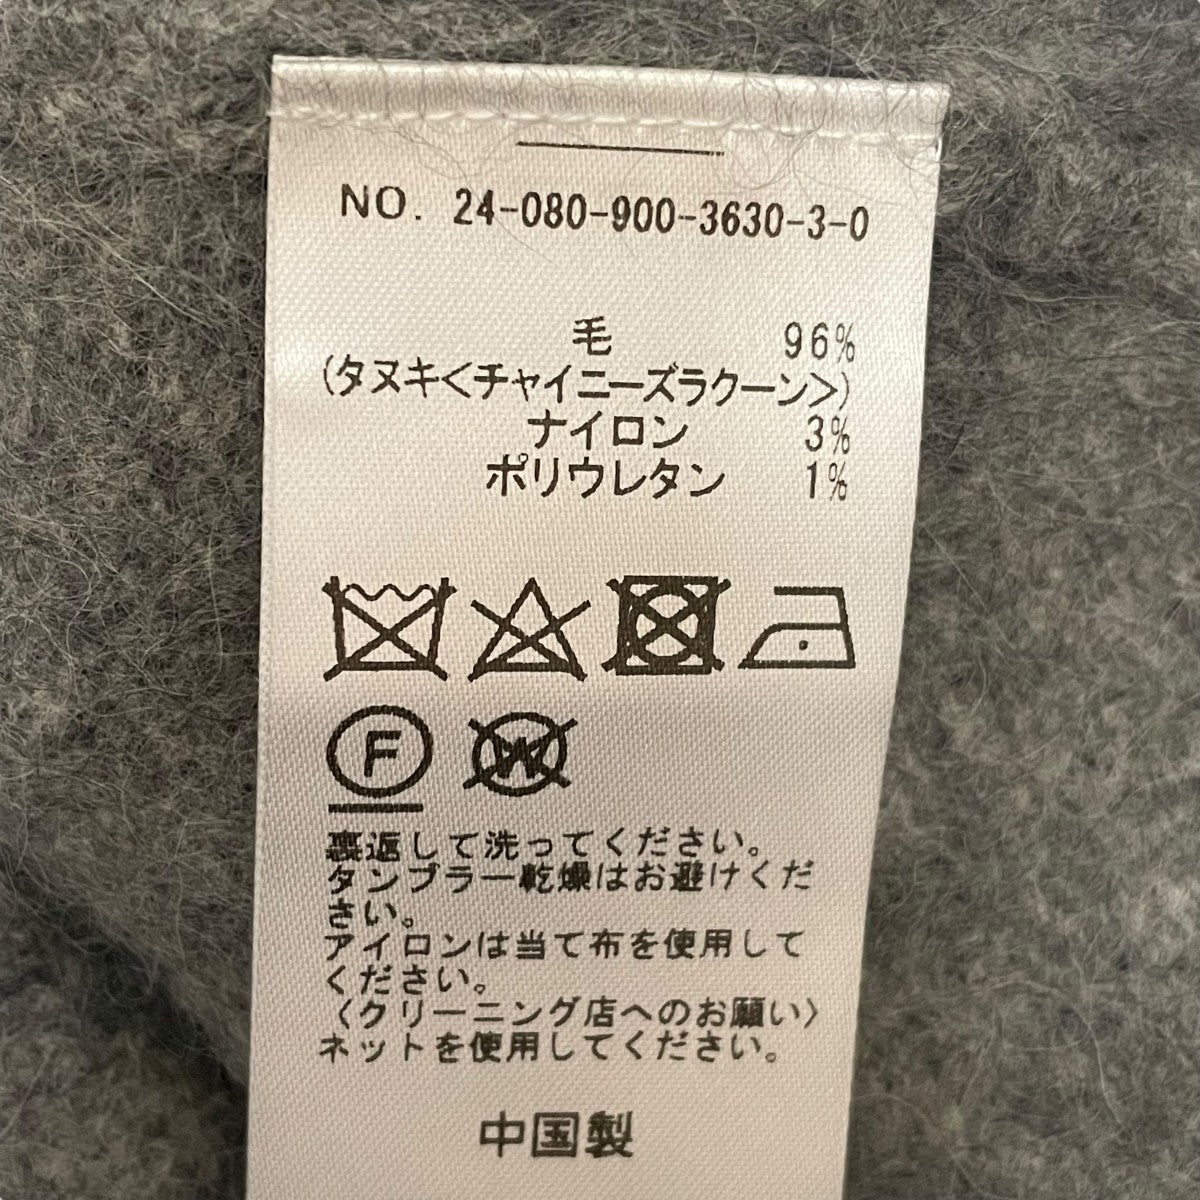 NO. 24-080-900-3630-3-0
毛 96%
(タヌキ<チャイニーズラクーン>)
ナイロン 3%
ポリウレタン 1%
F
W
裏返して洗ってください。
タンブラー乾燥はお避けくだ
さい。
アイロンは当て布を使用して
ください。
〈クリーニング店へのお願い〉
ネットを使用してください。
中国製